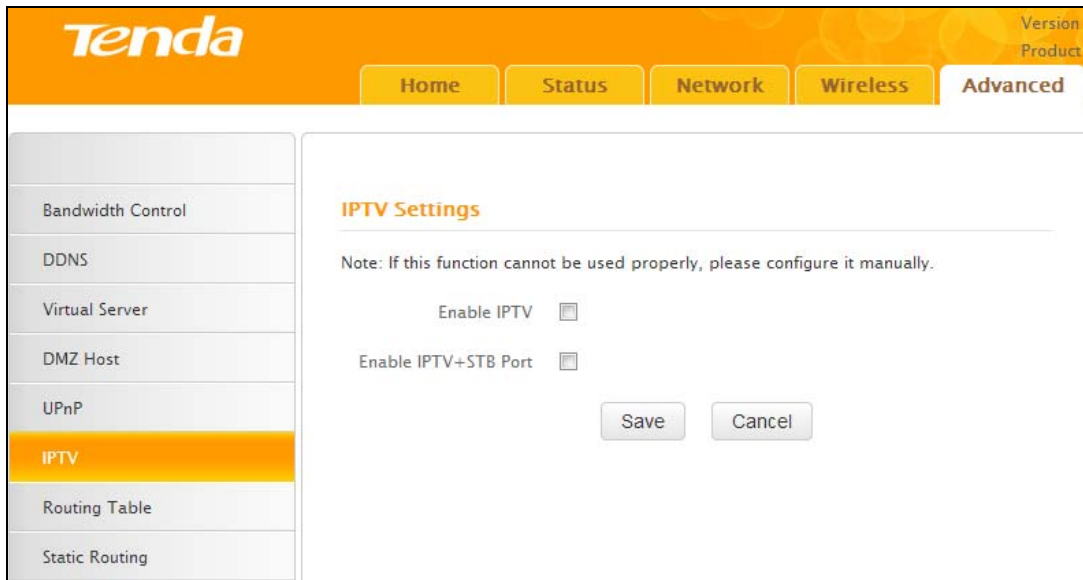 Tenda
Version
Product
Home Status Network Wireless Advanced
Bandwidth Control
DDNS
Virtual Server
DMZ Host
UPnP
IPTV
Routing Table
Static Routing
IPTV Settings
Note: If this function cannot be used properly, please configure it manually.
Enable IPTV
Enable IPTV+STB Port
Save Cancel